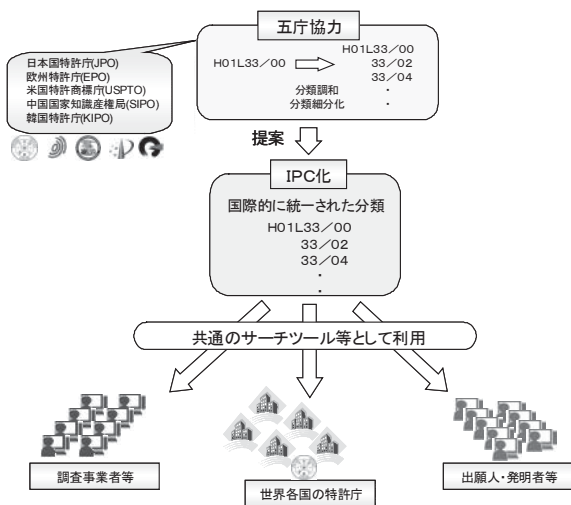 五庁協力
日本国特許庁(JPO)
欧州特許庁(EPO)
米国特許商標庁(USPTO)
中国国家知識産権局(SIPO)
韓国特許庁(KIPO)
H01L33/00
H01L33/00
33/02
33/04
・
・
分類調和
分類細分化
提案
IPC化
国際的に統一された分類
H01L33/00
33/02
33/04
・
・
共通のサーチツール等として利用
調査事業者等
世界各国の特許庁
出願人・発明者等